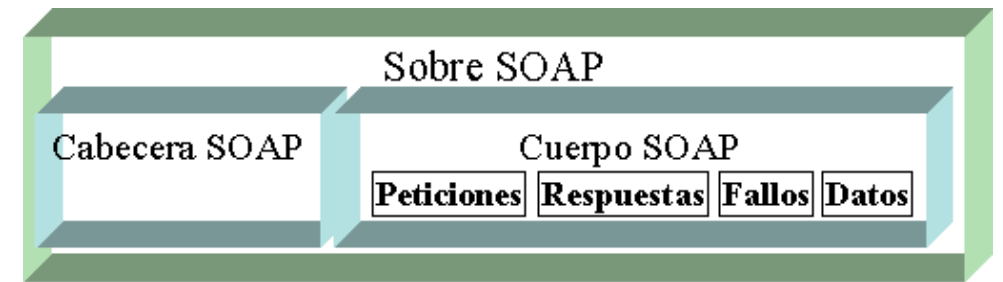 Sobre SOAP
Cabecera SOAP
Cuerpo SOAP
Peticiones Respuestas Fallos Datos